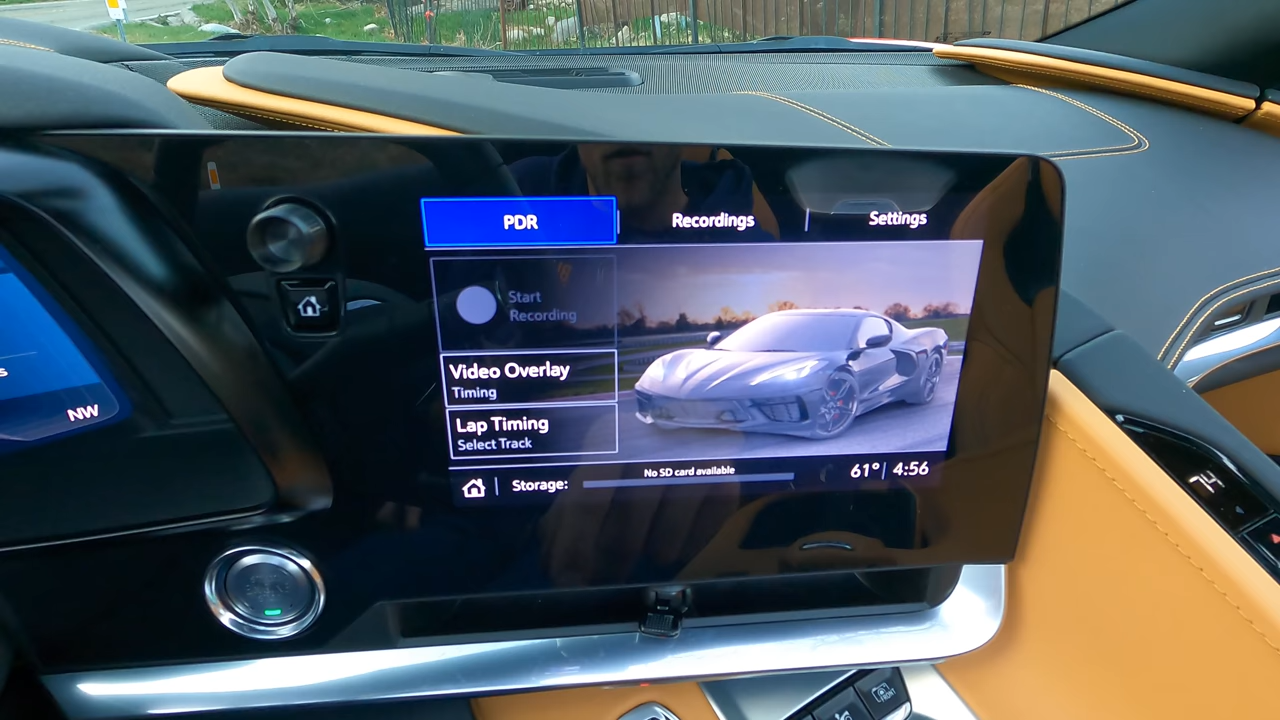 PDR
Recordings
Settings
Start
Recording
Video Overlay
Timing
Lap Timing
Select Track
No SD card available
Storage:
61° 4:56
s
NW
FRONT